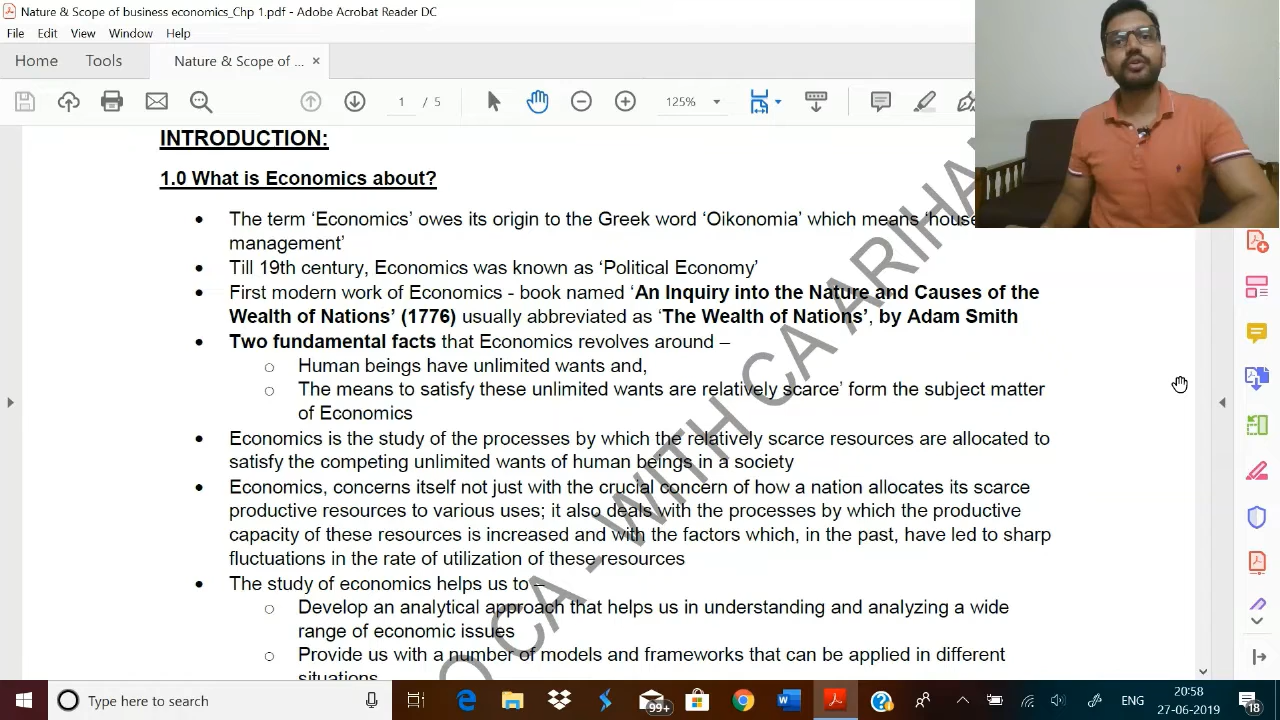 Nature & Scope of business economics_Chp 1.pdf - Adobe Acrobat Reader DC
File Edit View Window Help
Home Tools Nature & Scope of ... ×
1 / 5 125%
INTRODUCTION:
1.0 What is Economics about?
• The term ‘Economics’ owes its origin to the Greek word ‘Oikonomia’ which means ‘house
management’
• Till 19th century, Economics was known as ‘Political Economy’
• First modern work of Economics - book named ‘An Inquiry into the Nature and Causes of the
Wealth of Nations’ (1776) usually abbreviated as ‘The Wealth of Nations’, by Adam Smith
• Two fundamental facts that Economics revolves around –
o Human beings have unlimited wants and,
o The means to satisfy these unlimited wants are relatively scarce’ form the subject matter
of Economics
• Economics is the study of the processes by which the relatively scarce resources are allocated to
satisfy the competing unlimited wants of human beings in a society
• Economics, concerns itself not just with the crucial concern of how a nation allocates its scarce
productive resources to various uses; it also deals with the processes by which the productive
capacity of these resources is increased and with the factors which, in the past, have led to sharp
fluctuations in the rate of utilization of these resources
• The study of economics helps us to –
o Develop an analytical approach that helps us in understanding and analyzing a wide
range of economic issues
o Provide us with a number of models and frameworks that can be applied in different
situations
O CA - WITH CA ARIHAN
Type here to search
99+
ENG
20:58
27-06-2019
18